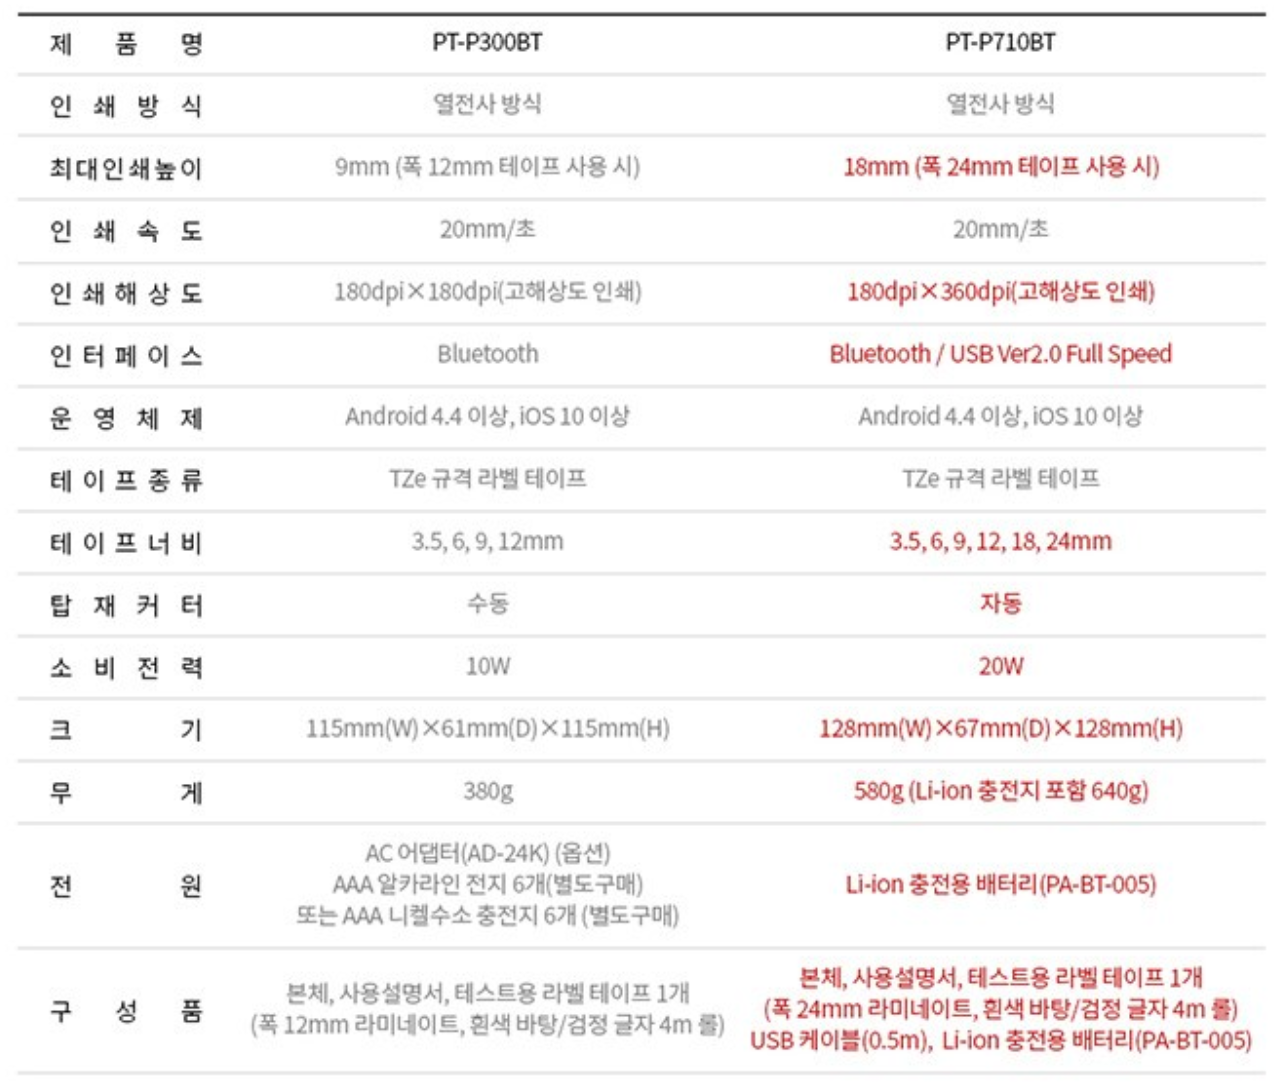 제 품 명 PT-P300BT PT-P710BT
인 쇄 방 식 열전사 방식 열전사 방식
최대인쇄높이 9mm (폭 12mm 테이프 사용 시) 18mm (폭 24mm 테이프 사용 시)
인 쇄 속 도 20mm/초 20mm/초
인 쇄 해 상 도 180dpi×180dpi(고해상도 인쇄) 180dpi×360dpi(고해상도 인쇄)
인 터 페 이 스 Bluetooth Bluetooth / USB Ver2.0 Full Speed
운 영 체 제 Android 4.4 이상, iOS 10 이상 Android 4.4 이상, iOS 10 이상
테 이 프 종 류 TZe 규격 라벨 테이프 TZe 규격 라벨 테이프
테 이 프 너 비 3.5, 6, 9, 12mm 3.5, 6, 9, 12, 18, 24mm
탑 재 커 터 수동 자동
소 비 전 력 10W 20W
크 기 115mm(W)×61mm(D)×115mm(H) 128mm(W)×67mm(D)×128mm(H)
무 게 380g 580g (Li-ion 충전지 포함 640g)
전 원
AC 어댑터(AD-24K) (옵션)
AAA 알카라인 전지 6개(별도구매)
또는 AAA 니켈수소 충전지 6개 (별도구매)
Li-ion 충전용 배터리(PA-BT-005)
구 성 품
본체, 사용설명서, 테스트용 라벨 테이프 1개
(폭 12mm 라미네이트, 흰색 바탕/검정 글자 4m 롤)
본체, 사용설명서, 테스트용 라벨 테이프 1개
(폭 24mm 라미네이트, 흰색 바탕/검정 글자 4m 롤)
USB 케이블(0.5m), Li-ion 충전용 배터리(PA-BT-005)